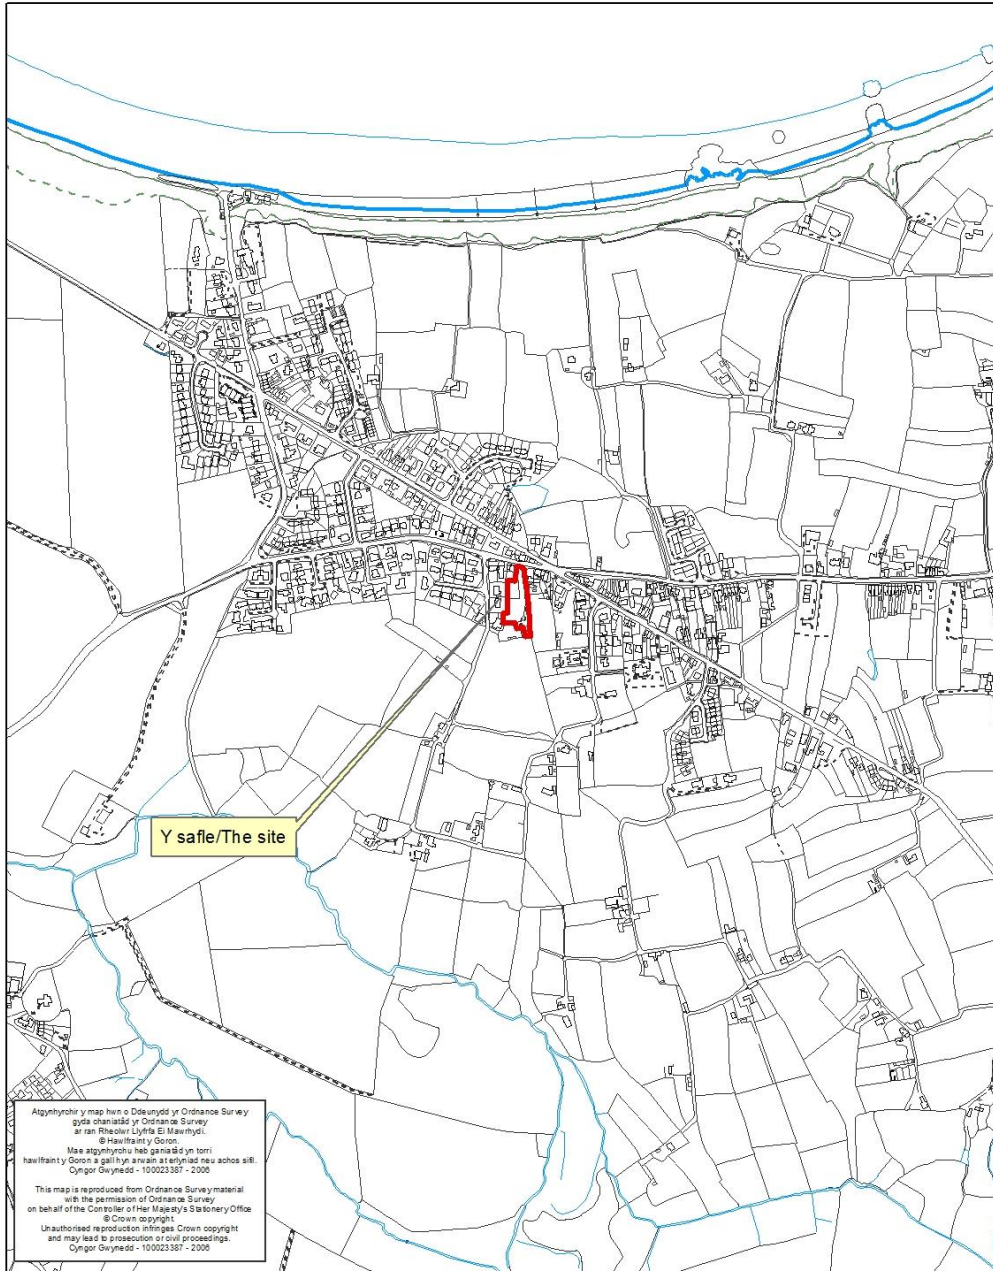 Y safle/The site
Atgynhyrchir y map hwn o Ddeunydd yr Ordnance Survey
gyda chaniatâd yr Ordnance Survey
ar ran Rheolwr Llyfrfa Ei Mawrhydi.
© Hawlfraint y Goron.
Mae atgynhyrchu heb ganiatâd yn torri
hawlfraint y Goron a gall hyn arwain at erlyniad neu achos sifil.
Cyngor Gwynedd - 100023387 - 2006
This map is reproduced from Ordnance Survey material
with the permission of Ordnance Survey
on behalf of the Controller of Her Majesty's Stationery Office
© Crown copyright.
Unauthorised reproduction infringes Crown copyright
and may lead to prosecution or civil proceedings.
Cyngor Gwynedd - 100023387 - 2006